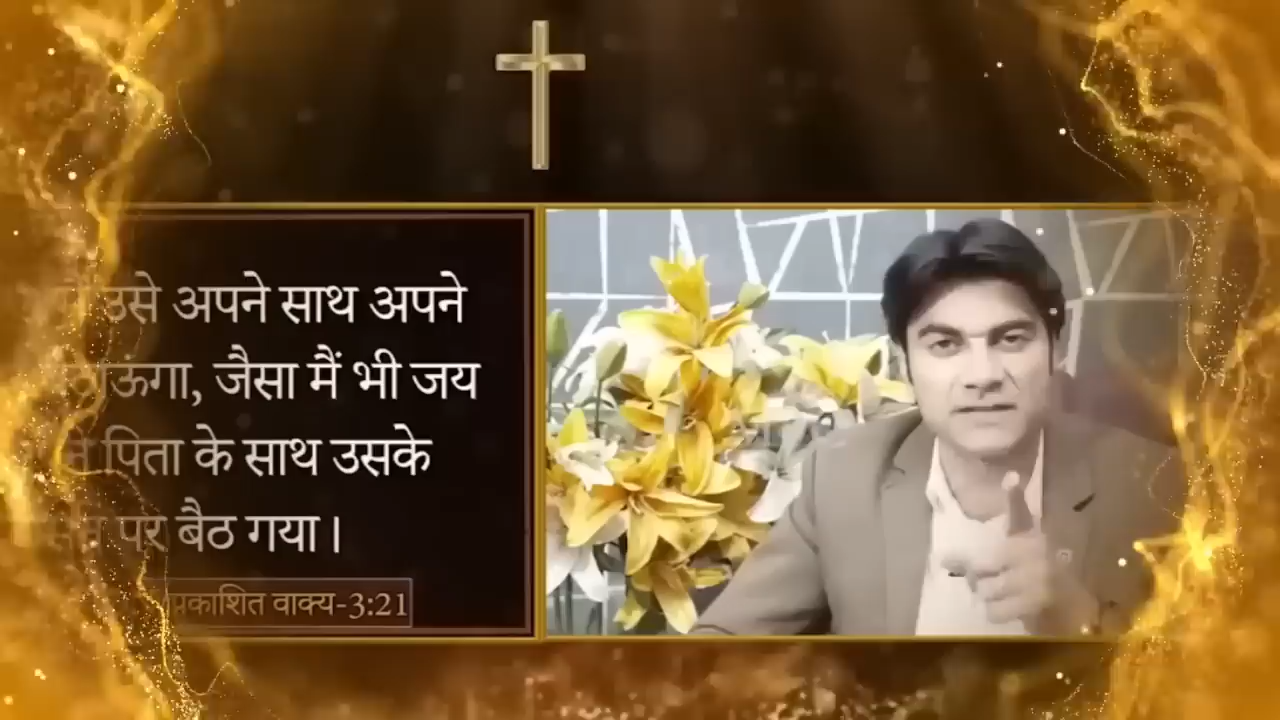 उसे अपने साथ अपने
जैसा मैं भी जय
पिता के साथ उसके
पर बैठ गया।
प्रकाशित वाक्य-3:21